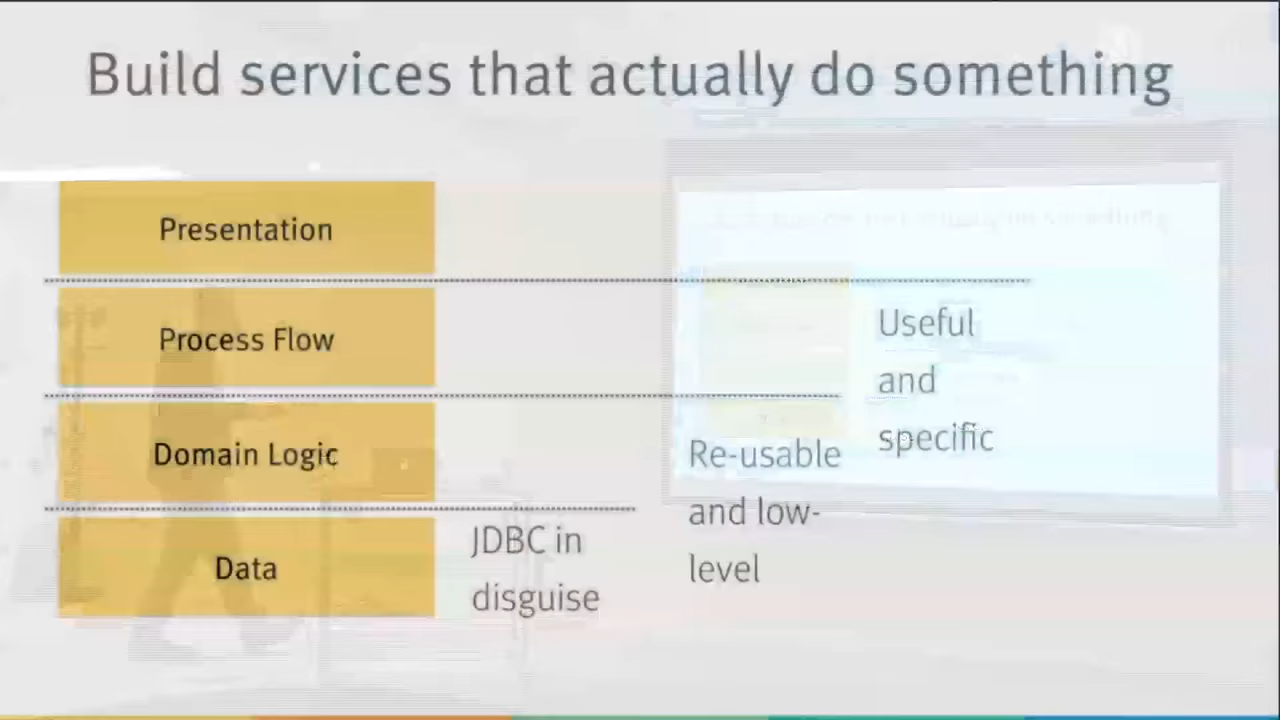 Build services that actually do something
Presentation
Process Flow
Domain Logic
Data
JDBC in
disguise
Re-usable
and low-
level
Useful
and
specific